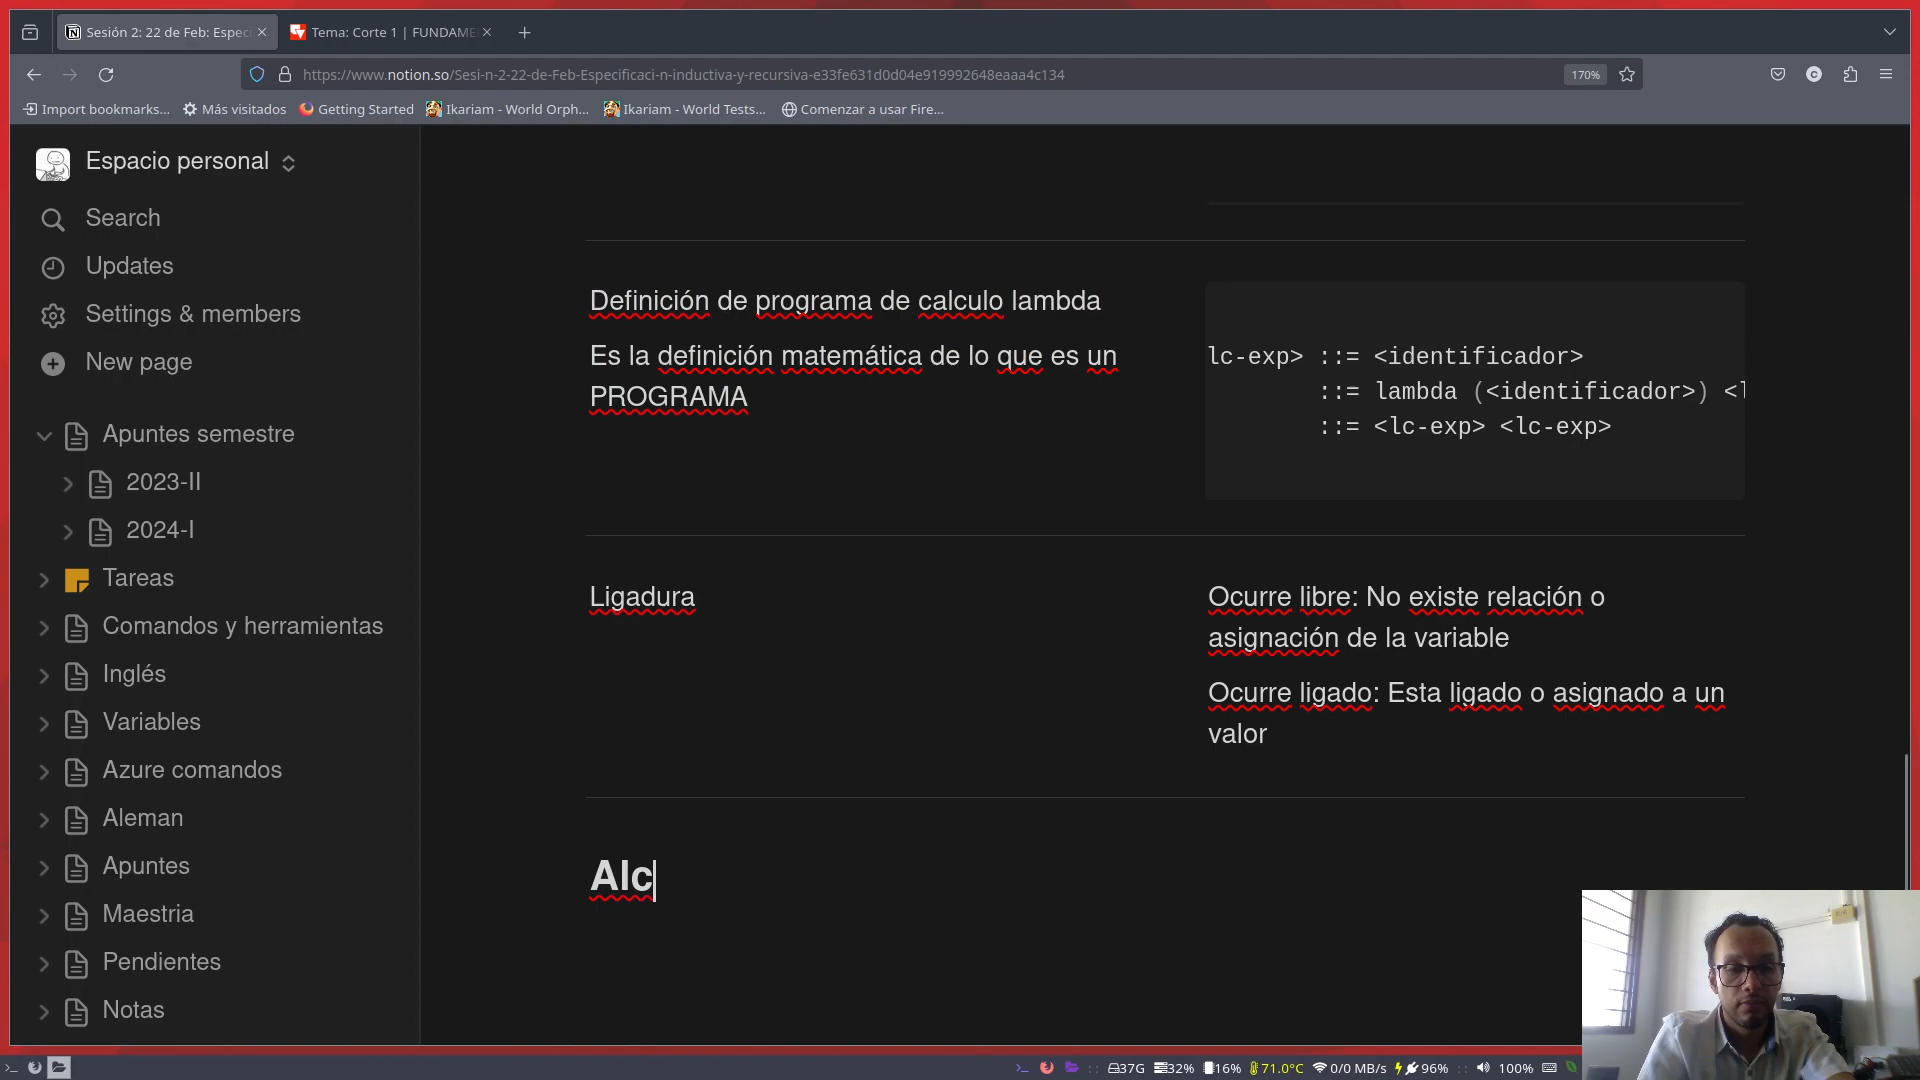 Sesión 2: 22 de Feb: Especi
Tema: Corte 1 | FUNDAME
https://www.notion.so/Sesi-n-2-22-de-Feb-Especificaci-n-inductiva-y-recursiva-e33fe631d0d04e919992648eaaa4c134
170%
Import bookmarks...
Más visitados
Getting Started
Ikariam - World Orph...
Ikariam - World Tests...
Comenzar a usar Fire...
Espacio personal
Search
Updates
Settings & members
New page
Apuntes semestre
2023-II
2024-I
Tareas
Comandos y herramientas
Inglés
Variables
Azure comandos
Aleman
Apuntes
Maestria
Pendientes
Notas
Definición de programa de calculo lambda
Es la definición matemática de lo que es un
PROGRAMA
lc-exp> ::= <identificador>
::= lambda (<identificador>) <l
::= <lc-exp> <lc-exp>
Ligadura
Ocurre libre: No existe relación o
asignación de la variable
Ocurre ligado: Esta ligado o asignado a un
valor
Alc
37G 32% 16% 71.0°C 0/0 MB/s 96% 100%